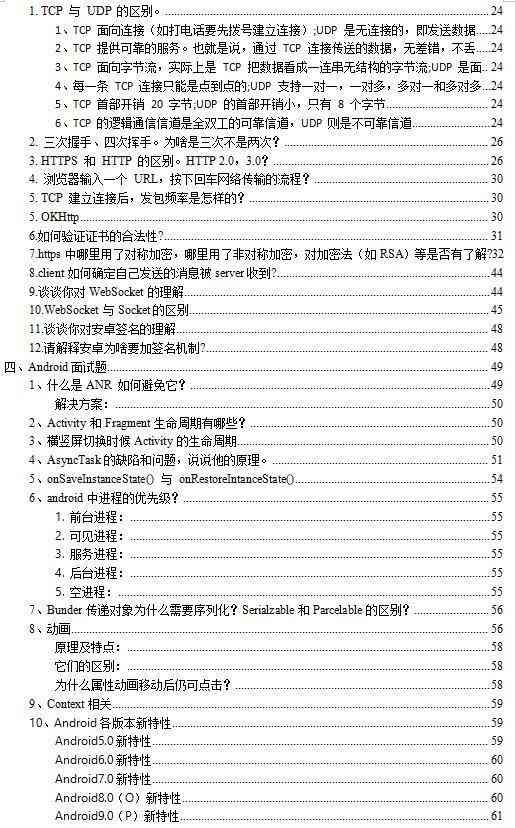 1. TCP 与 UDP 的区别。 24
1、TCP 面向连接（如打电话要先拨号建立连接）;UDP 是无连接的，即发送数据 ..... 24
2、TCP 提供可靠的服务。也就是说，通过 TCP 连接传送的数据，无差错，不丢 ..... 24
3、TCP 面向字节流，实际上是 TCP 把数据看成一连串无结构的字节流;UDP 是面 .. 24
4、每一条 TCP 连接只能是点到点的;UDP 支持一对一，一对多，多对一和多对多 ... 24
5、TCP 首部开销 20 字节;UDP 的首部开销小，只有 8 个字节 24
6、TCP 的逻辑通信信道是全双工的可靠信道，UDP 则是不可靠信道 24
2. 三次握手、四次挥手。为啥是三次不是两次？ 26
3. HTTPS 和 HTTP 的区别。HTTP 2.0，3.0？ 26
4. 浏览器输入一个 URL，按下回车网络传输的流程？ 30
5. TCP 建立连接后，发包频率是怎样的？ 30
5. OKHttp 30
6.如何验证证书的合法性? 31
7.https 中哪里用了对称加密，哪里用了非对称加密，对加密法（如 RSA）等是否有了解?32
8.client 如何确定自己发送的消息被 server 收到? 44
9.谈谈你对 WebSocket 的理解 44
10.WebSocket 与 Socket 的区别 45
11.谈谈你对安卓签名的理解 48
12.请解释安卓为啥要加签名机制? 48
四、Android 面试题 49
1、什么是 ANR 如何避免它？ 49
解决方案： 50
2、Activity 和 Fragment 生命周期有哪些？ 50
3、横竖屏切换时候 Activity 的生命周期 50
4、AsyncTask 的缺陷和问题，说说他的原理。 51
5、onSaveInstanceState() 与 onRestoreIntanceState() 54
6、android 中进程的优先级？ 55
1. 前台进程： 55
2. 可见进程： 55
3. 服务进程： 55
4. 后台进程： 55
5. 空进程： 55
7、Bunder 传递对象为什么需要序列化？Serialzable 和 Parcelable 的区别？ 56
8、动画 56
原理及特点： 58
它们的区别： 58
为什么属性动画移动后仍可点击？ 58
9、Context 相关 59
10、Android 各版本新特性 59
Android5.0 新特性 59
Android6.0 新特性 60
Android7.0 新特性 60
Android8.0（O）新特性 60
Android9.0（P）新特性 61